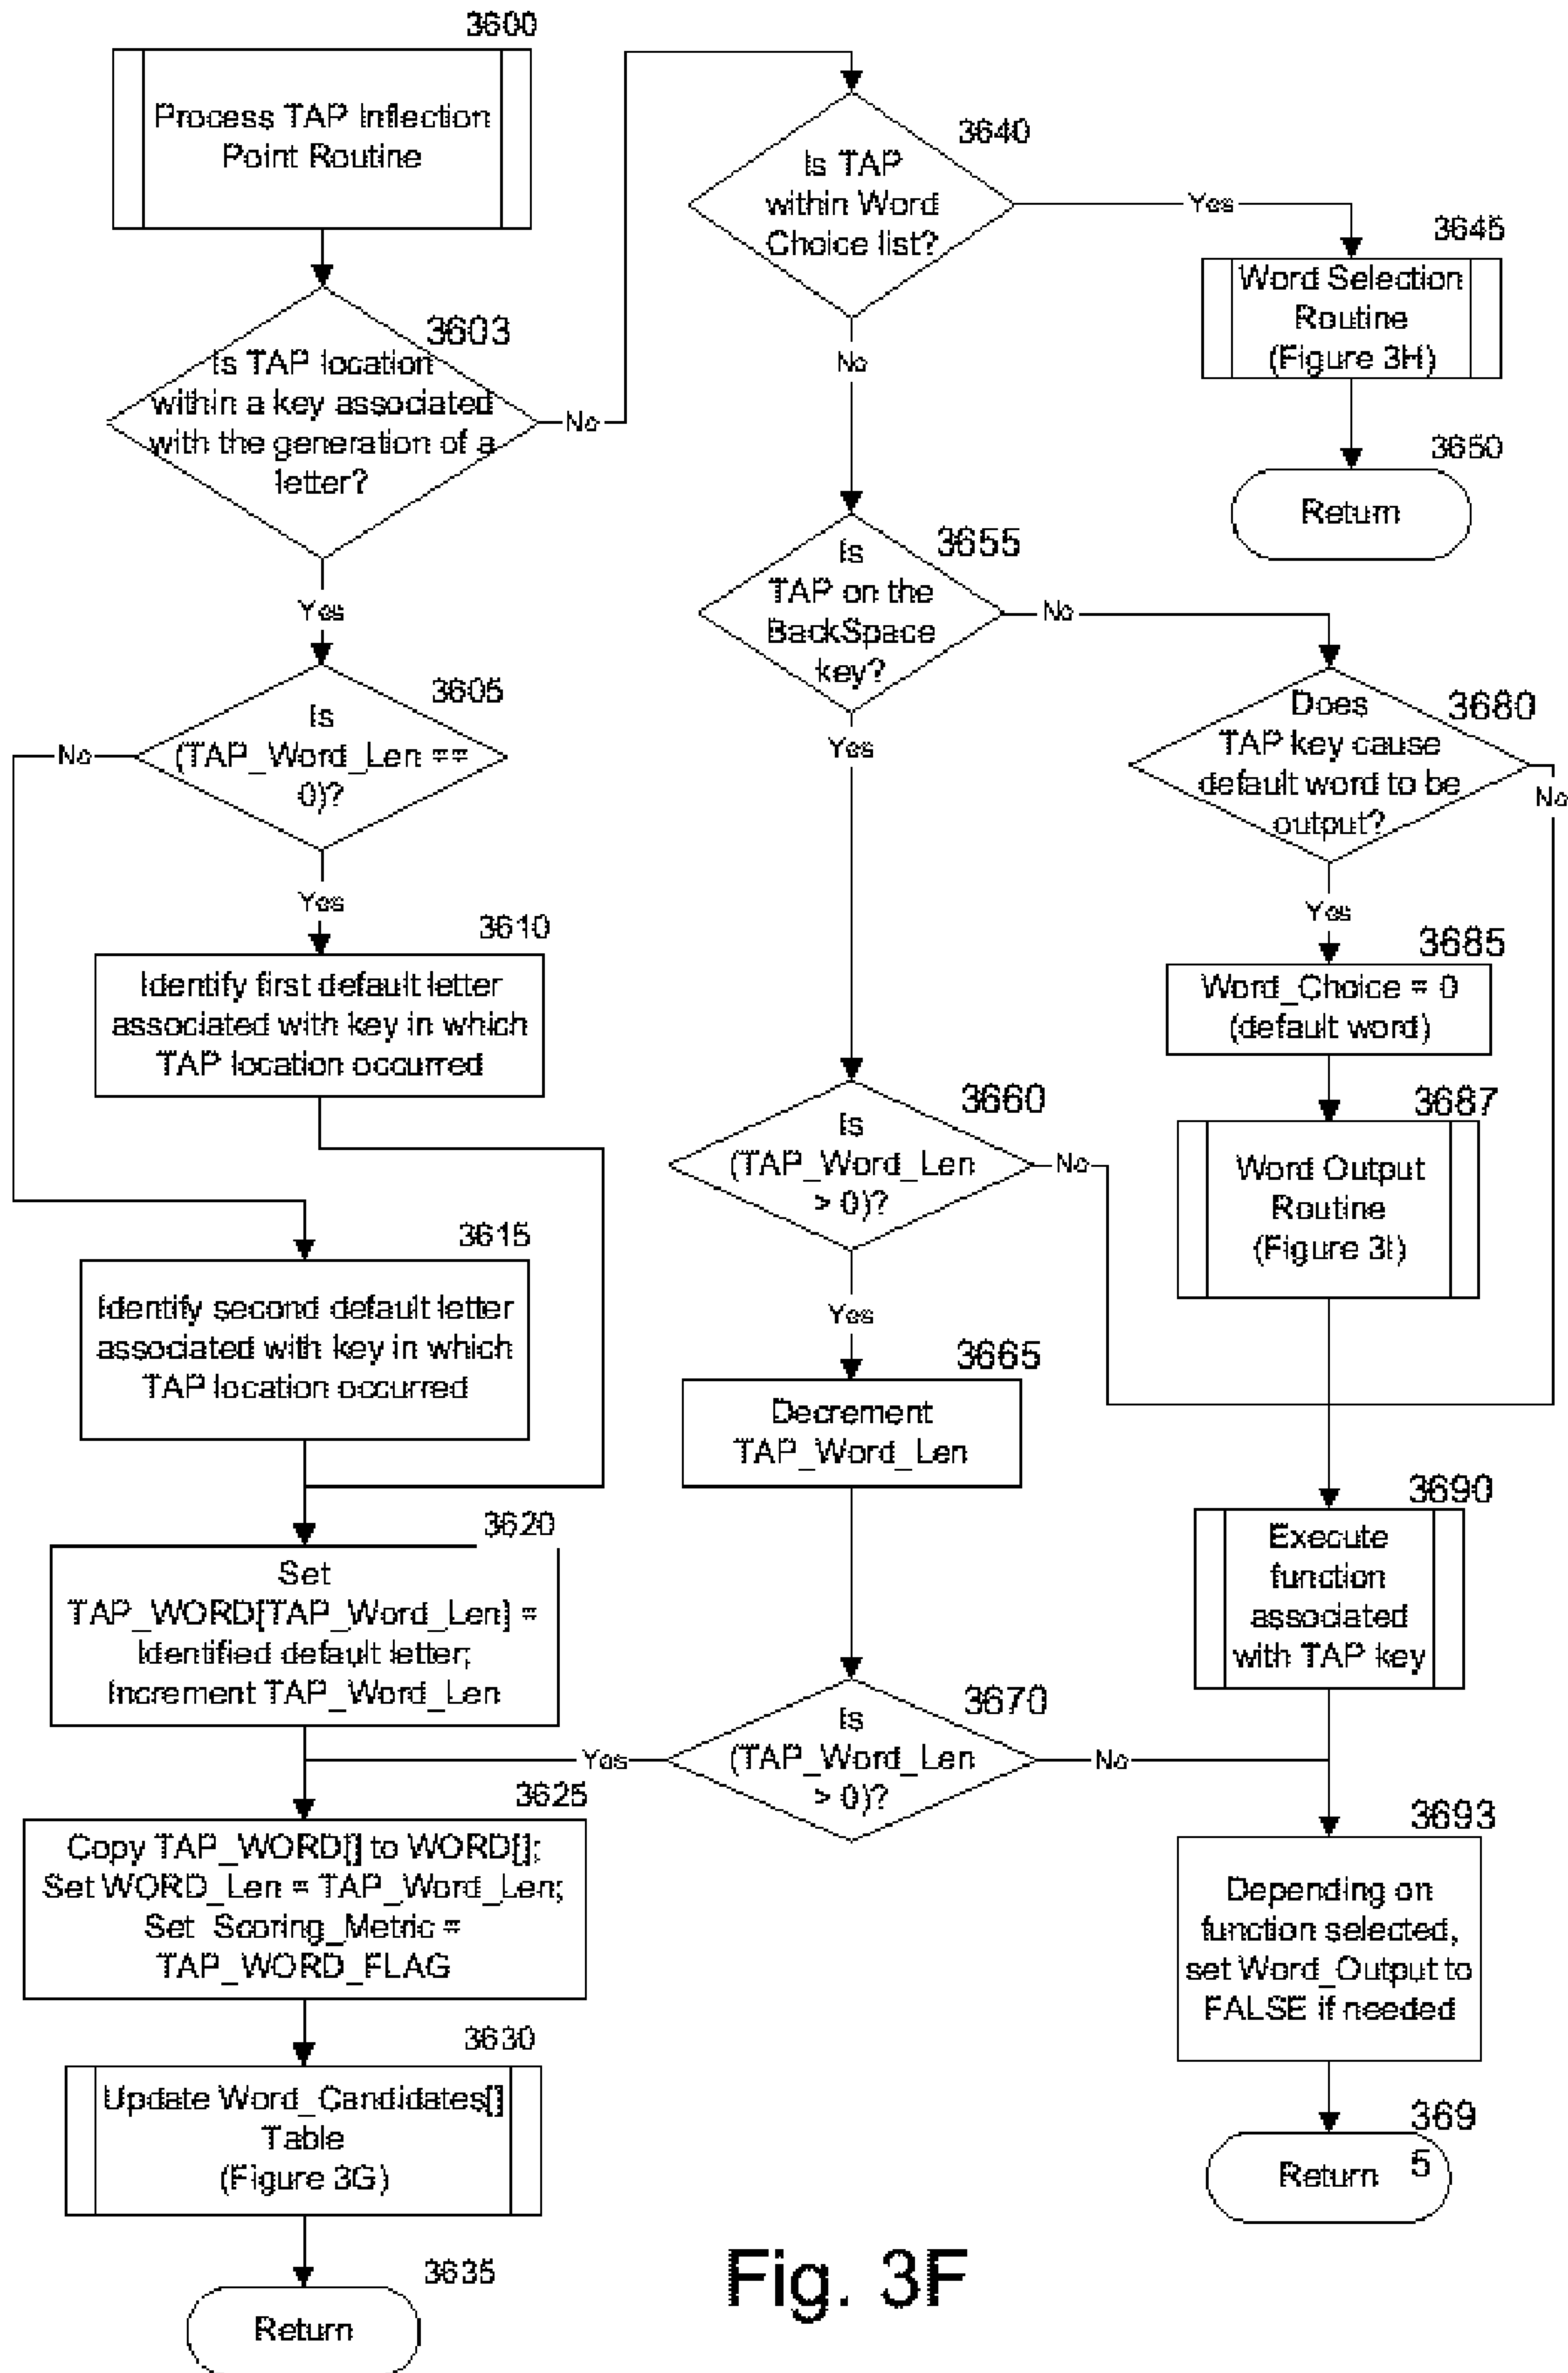 3600
Process TAP Inflection
Point Routine
3603
Is TAP location
within a key associated
with the generation of a
letter?
No
Yes
3605
Is
(TAP_Word_Len ==
0)?
No
Yes
3610
Identify first default letter
associated with key in which
TAP location occurred
3615
Identify second default letter
associated with key in which
TAP location occurred
3620
Set
TAP_WORD[TAP_Word_Len] =
Identified default letter;
Increment TAP_Word_Len
3625
Copy TAP_WORD[] to WORD[];
Set WORD_Len = TAP_Word_Len;
Set Scoring_Metric =
TAP_WORD_FLAG
3630
Update Word_Candidates[]
Table
(Figure 3G)
3635
Return
3640
Is TAP
within Word
Choice list?
Yes
No
3645
Word Selection
Routine
(Figure 3H)
3650
Return
3655
Is
TAP on the
BackSpace
key?
No
Yes
3660
Is
(TAP_Word_Len
> 0)?
No
Yes
3665
Decrement
TAP_Word_Len
3670
Is
(TAP_Word_Len
> 0)?
Yes
No
3680
Does
TAP key cause
default word to be
output?
No
Yes
3685
Word_Choice = 0
(default word)
3687
Word Output
Routine
(Figure 3I)
3690
Execute
function
associated
with TAP key
3693
Depending on
function selected,
set Word_Output to
FALSE if needed
369
5
Return
Fig. 3F